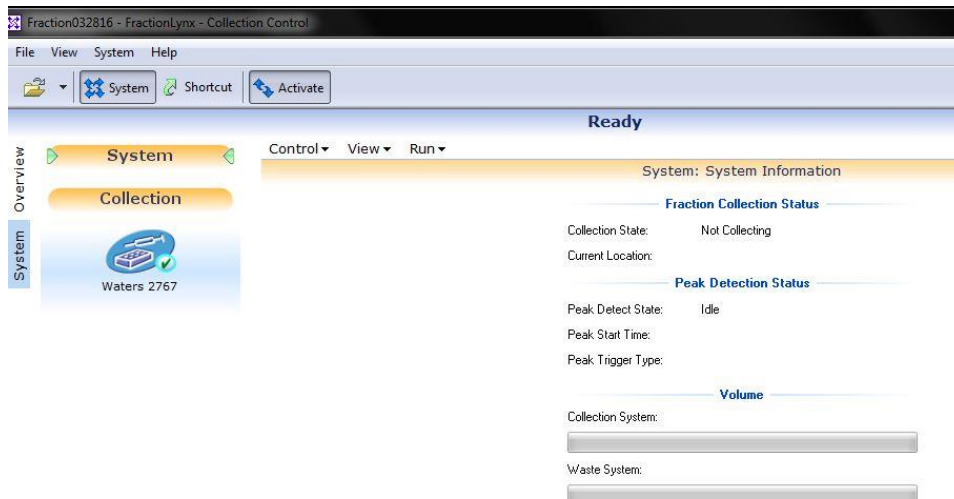 Fraction032816 - FractionLynx - Collection Control
File View System Help
System Shortcut Activate
Ready
Overview
System
System
Collection
Waters 2767
Control View Run
System: System Information
Fraction Collection Status
Collection State: Not Collecting
Current Location:
Peak Detection Status
Peak Detect State: Idle
Peak Start Time:
Peak Trigger Type:
Volume
Collection System:
Waste System: